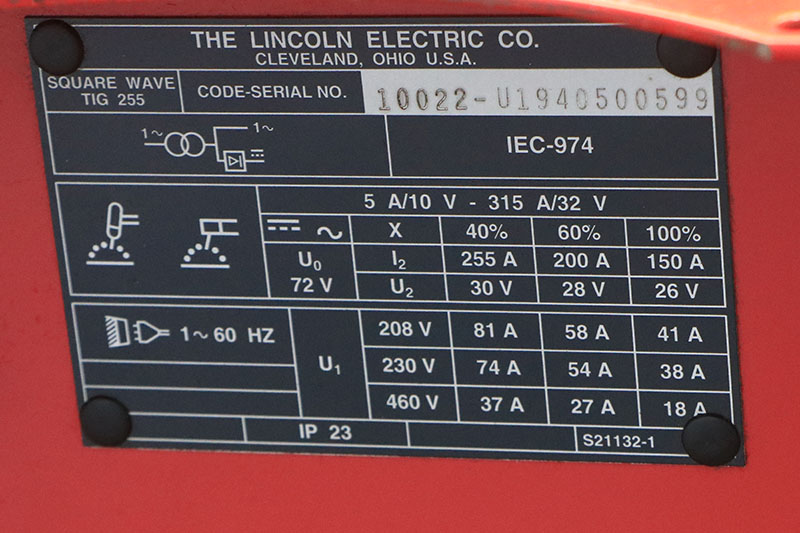 THE LINCOLN ELECTRIC CO.
CLEVELAND, OHIO U.S.A.
SQUARE WAVE
TIG 255
CODE-SERIAL NO.
10022-U1940500599
1~
1~
IEC-974
5 A/10 V - 315 A/32 V
X 40% 60% 100%
U0
72 V
I2 255 A 200 A 150 A
U2 30 V 28 V 26 V
1~ 60 HZ
U1
208 V 81 A 58 A 41 A
230 V 74 A 54 A 38 A
460 V 37 A 27 A 18 A
IP 23
S21132-1